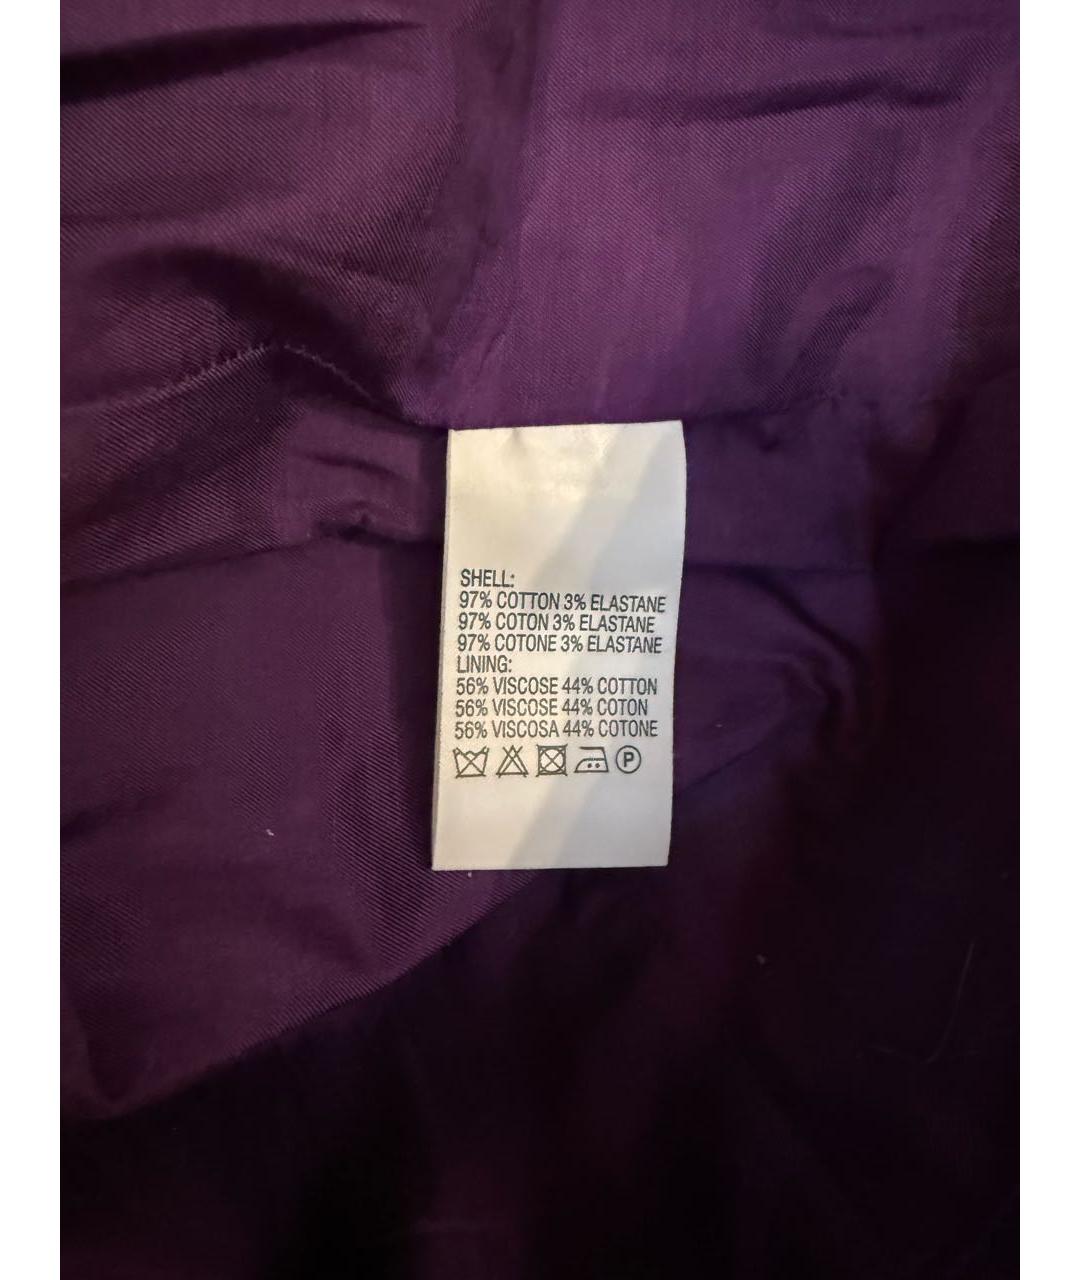 SHELL:
97% COTTON 3% ELASTANE
97% COTON 3% ELASTANE
97% COTONE 3% ELASTANE
LINING:
56% VISCOSE 44% COTTON
56% VISCOSE 44% COTON
56% VISCOSA 44% COTONE
P